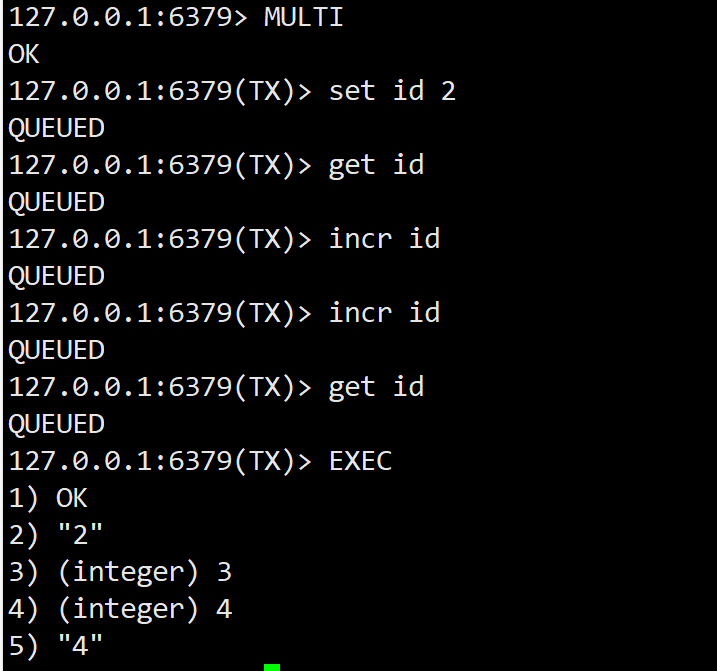 127.0.0.1:6379> MULTI
OK
127.0.0.1:6379(TX)> set id 2
QUEUED
127.0.0.1:6379(TX)> get id
QUEUED
127.0.0.1:6379(TX)> incr id
QUEUED
127.0.0.1:6379(TX)> incr id
QUEUED
127.0.0.1:6379(TX)> get id
QUEUED
127.0.0.1:6379(TX)> EXEC
1) OK
2) "2"
3) (integer) 3
4) (integer) 4
5) "4"